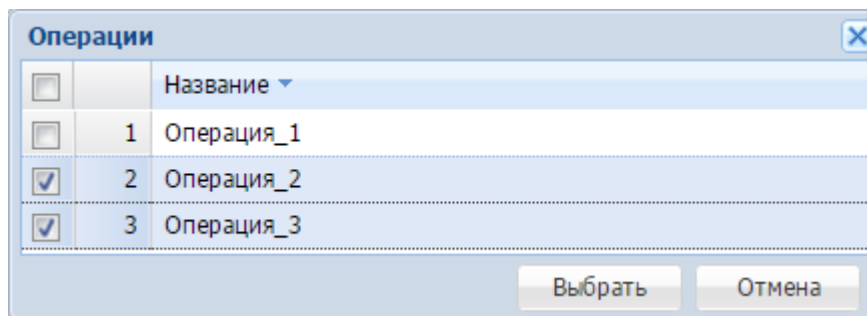 Операции
Название
1 Операция_1
2 Операция_2
3 Операция_3
Выбрать Отмена